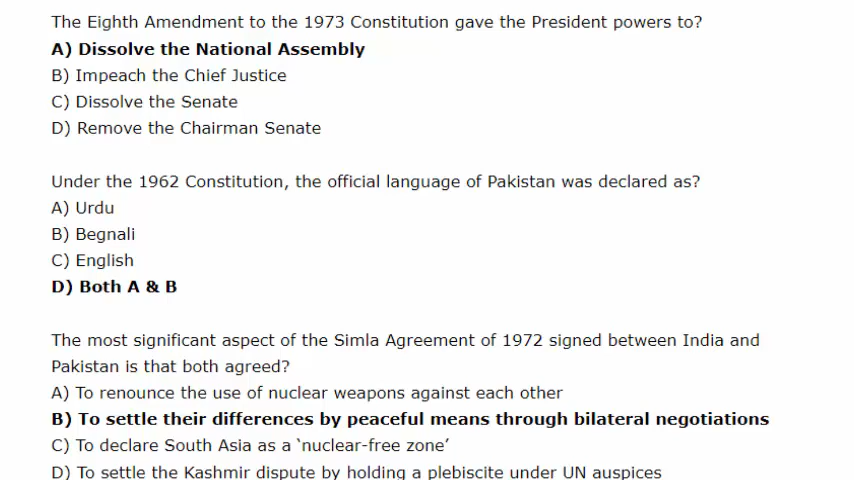 The Eighth Amendment to the 1973 Constitution gave the President powers to?
A) Dissolve the National Assembly
B) Impeach the Chief Justice
C) Dissolve the Senate
D) Remove the Chairman Senate
Under the 1962 Constitution, the official language of Pakistan was declared as?
A) Urdu
B) Begnali
C) English
D) Both A & B
The most significant aspect of the Simla Agreement of 1972 signed between India and
Pakistan is that both agreed?
A) To renounce the use of nuclear weapons against each other
B) To settle their differences by peaceful means through bilateral negotiations
C) To declare South Asia as a ‘nuclear-free zone’
D) To settle the Kashmir dispute by holding a plebiscite under UN auspices